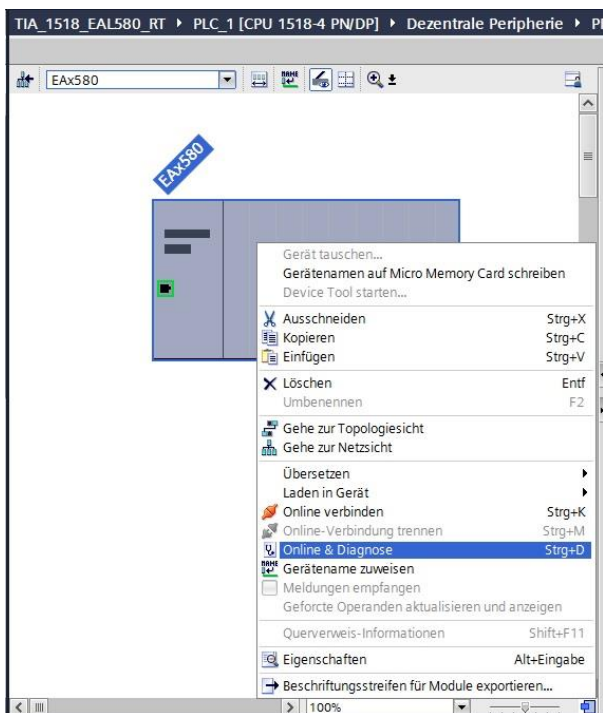 TIA_1518_EAL580_RT ▸ PLC_1 [CPU 1518-4 PN/DP] ▸ Dezentrale Peripherie ▸
EAx580
NAME
EAx580
Gerät tauschen...
Gerätenamen auf Micro Memory Card schreiben
Device Tool starten...
Ausschneiden Strg+X
Kopieren Strg+C
Einfügen Strg+V
Löschen Entf
Umbenennen F2
Gehe zur Topologiesicht
Gehe zur Netzsicht
Übersetzen
Laden in Gerät
Online verbinden Strg+K
Online-Verbindung trennen Strg+M
Online & Diagnose Strg+D
NAME
Gerätename zuweisen
Meldungen empfangen
Geforcte Operanden aktualisieren und anzeigen
Querverweis-Informationen Shift+F11
Eigenschaften Alt+Eingabe
Beschriftungsstreifen für Module exportieren...
100%